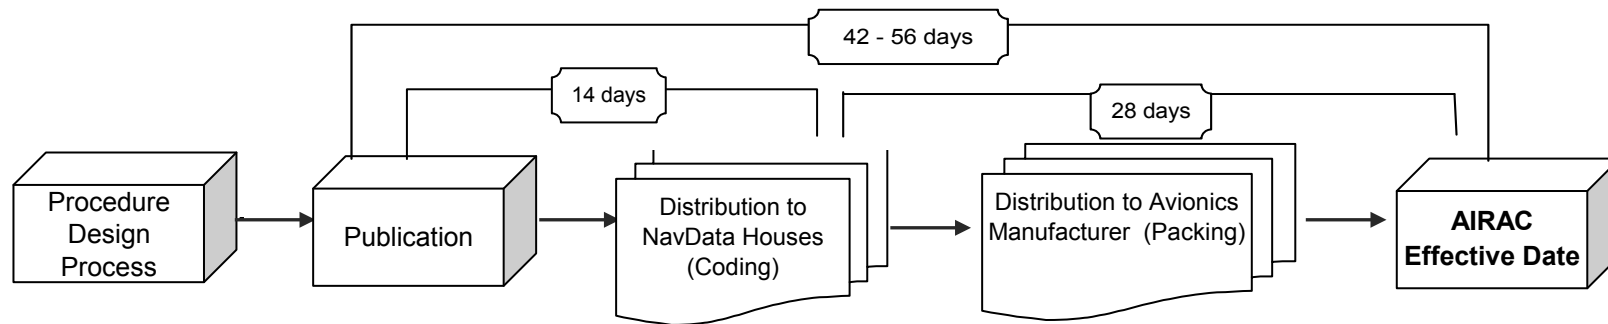 42 - 56 days
14 days
28 days
Procedure
Design
Process
Publication
Distribution to
NavData Houses
(Coding)
Distribution to Avionics
Manufacturer (Packing)
AIRAC
Effective Date